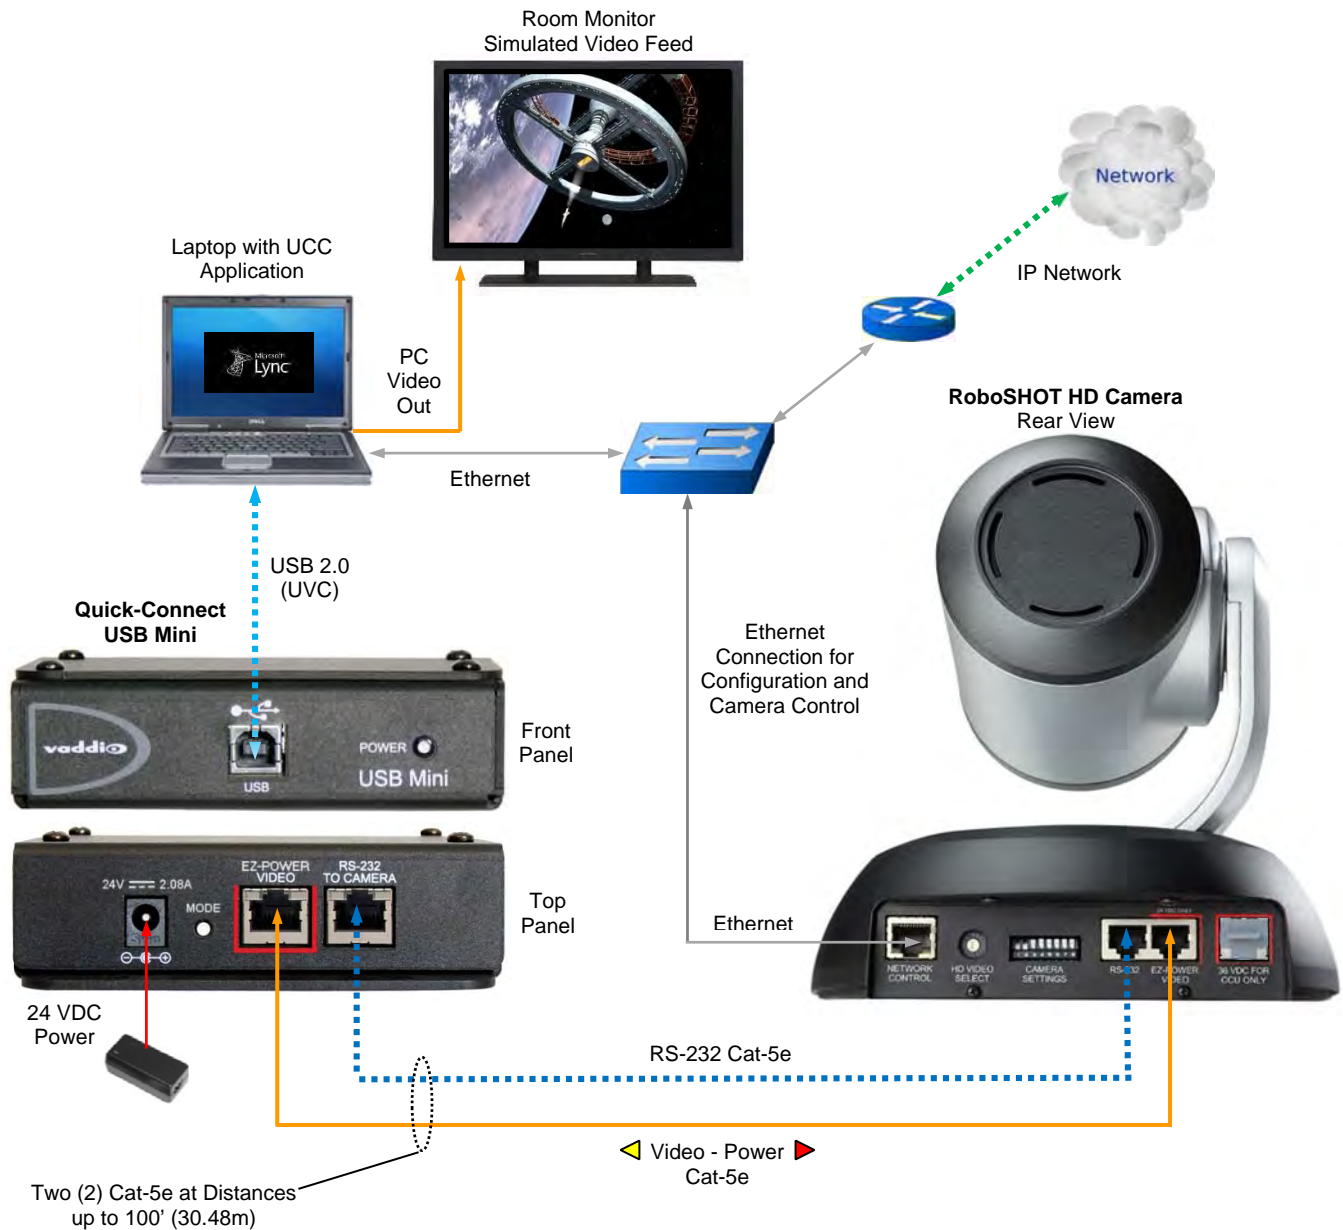 Room Monitor
Simulated Video Feed
Network
IP Network
Laptop with UCC
Application
Microsoft
Lync
DELL
PC
Video
Out
Ethernet
RoboSHOT HD Camera
Rear View
USB 2.0
(UVC)
Quick-Connect
USB Mini
Ethernet
Connection for
Configuration and
Camera Control
vaddio
USB
POWER
USB Mini
Front
Panel
24V 2.08A
MODE
EZ-POWER
VIDEO
RS-232
TO CAMERA
Top
Panel
Ethernet
NETWORK
CONTROL
HD VIDEO
SELECT
CAMERA
SETTINGS
RS-232
EZ-POWER
VIDEO
36 VDC FOR
CCU ONLY
24 VDC
Power
RS-232 Cat-5e
Video - Power
Cat-5e
Two (2) Cat-5e at Distances
up to 100' (30.48m)